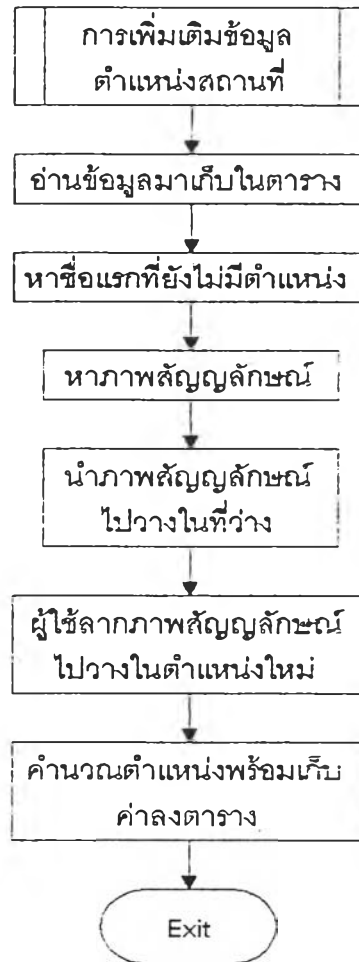 การเพิ่มเติมข้อมูล
ตำแหน่งสถานที่
อ่านข้อมูลมาเก็บในตาราง
หาชื่อแรกที่ยังไม่มีตำแหน่ง
หาภาพสัญญลักษณ์
นำภาพสัญญลักษณ์
ไปวางในที่ว่าง
ผู้ใช้ลากภาพสัญญลักษณ์
ไปวางในตำแหน่งใหม่
คำนวณตำแหน่งพร้อมเก็บ
ค่าลงตาราง
Exit